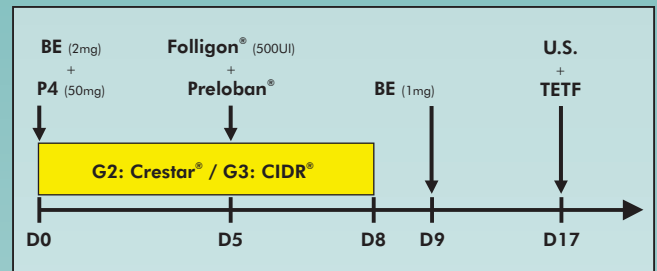 BE (2mg)
+
P4 (50mg)
Folligon® (500UI)
+
Preloban®
BE (1mg)
U.S.
+
TETF
G2: Crestar® / G3: CIDR®
D0 D5 D8 D9 D17